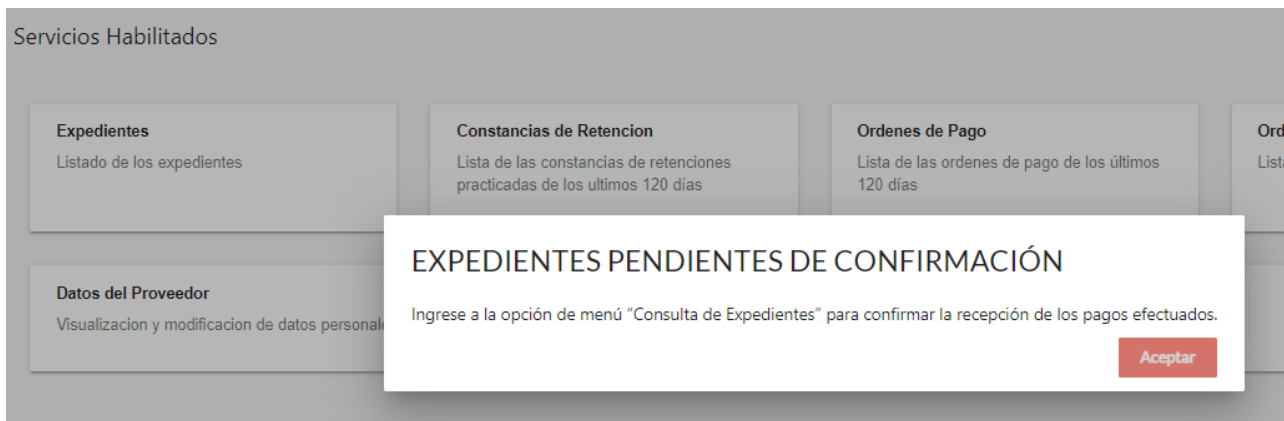 Servicios Habilitados
Expedientes
Listado de los expedientes
Constancias de Retencion
Lista de las constancias de retenciones
practicadas de los ultimos 120 días
Ordenes de Pago
Lista de las ordenes de pago de los últimos
120 días
Datos del Proveedor
Visualizacion y modificacion de datos
EXPEDIENTES PENDIENTES DE CONFIRMACIÓN
Ingrese a la opción de menú "Consulta de Expedientes" para confirmar la recepción de los pagos efectuados.
Aceptar